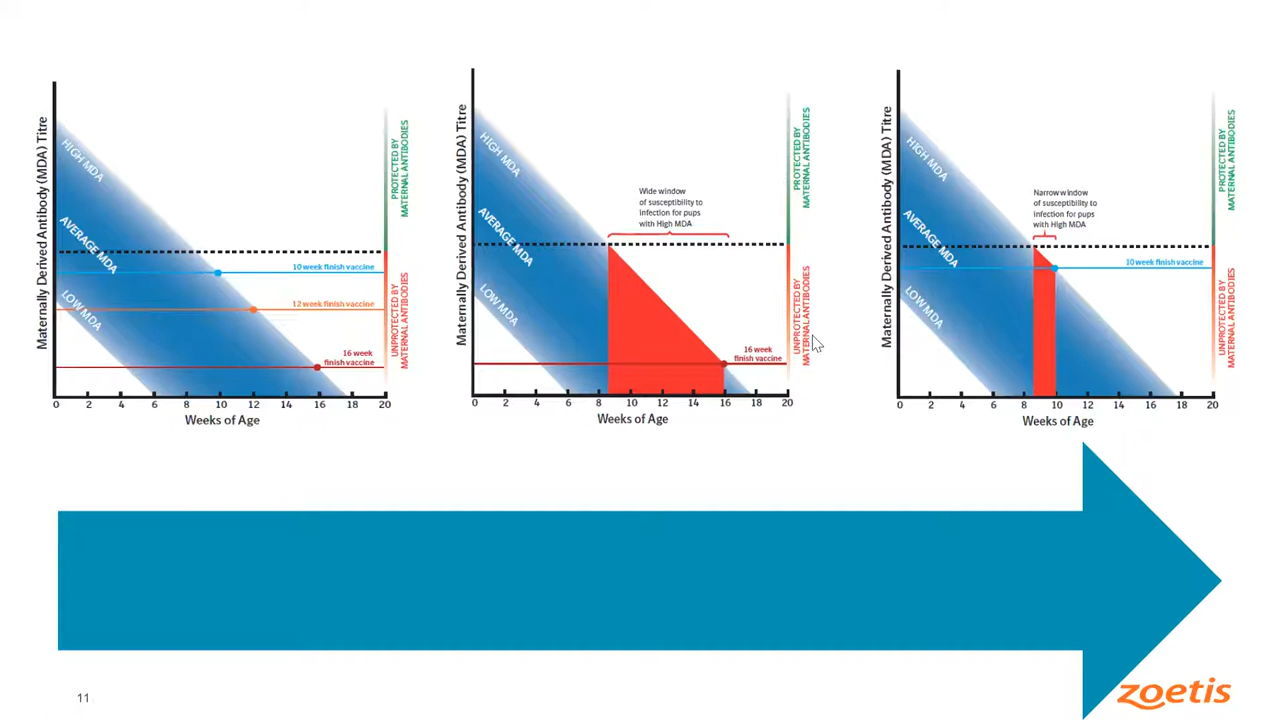 Maternally Derived Antibody (MDA) Titre
HIGH MDA
AVERAGE MDA
LOW MDA
10 week finish vaccine
12 week finish vaccine
16 week
finish vaccine
PROTECTED BY
MATERNAL ANTIBODIES
UNPROTECTED BY
MATERNAL ANTIBODIES
0 2 4 6 8 10 12 14 16 18 20
Weeks of Age
Maternally Derived Antibody (MDA) Titre
HIGH MDA
AVERAGE MDA
LOW MDA
Wide window
of susceptibility to
infection for pups
with High MDA
16 week
finish vaccine
PROTECTED BY
MATERNAL ANTIBODIES
UNPROTECTED BY
MATERNAL ANTIBODIES
0 2 4 6 8 10 12 14 16 18 20
Weeks of Age
Maternally Derived Antibody (MDA) Titre
HIGH MDA
AVERAGE MDA
LOW MDA
Narrow window
of susceptibility to
infection for pups
with High MDA
10 week finish vaccine
PROTECTED BY
MATERNAL ANTIBODIES
UNPROTECTED BY
MATERNAL ANTIBODIES
0 2 4 6 8 10 12 14 16 18 20
Weeks of Age
11
zoetis